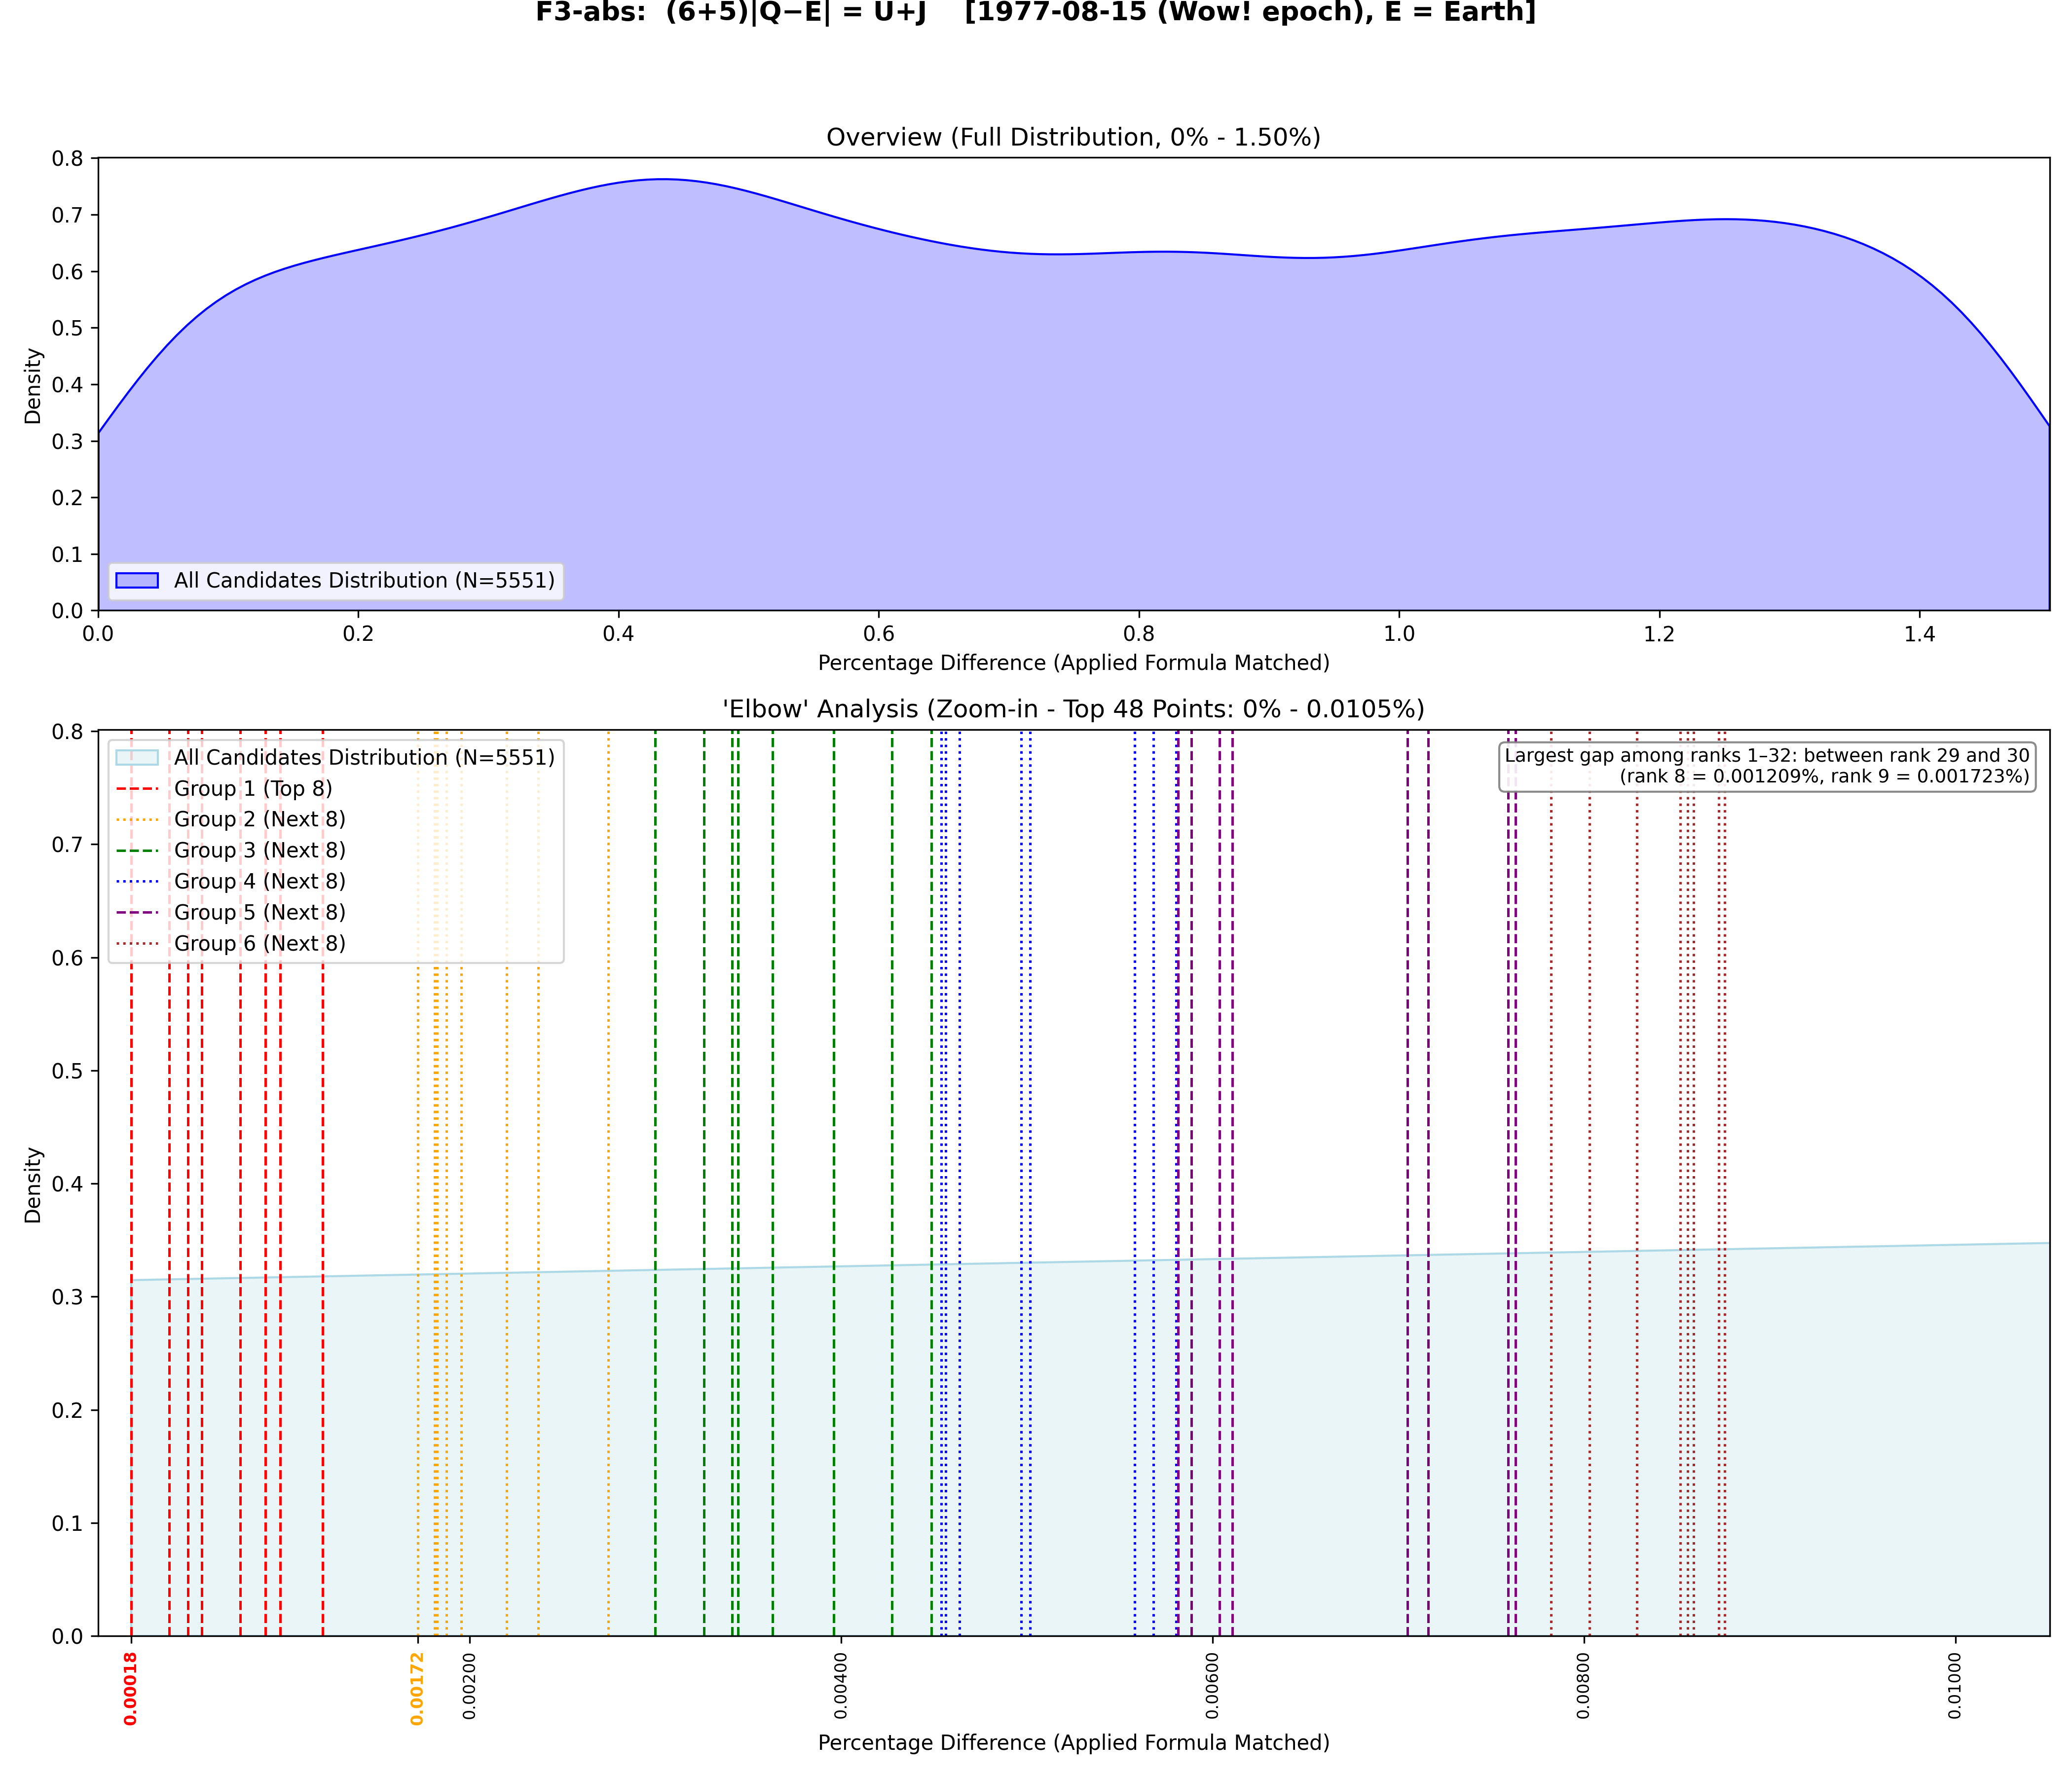 F3-abs:  (6+5)|Q−E| = U+J    [1977-08-15 (Wow! epoch), E = Earth]
Overview (Full Distribution, 0% - 1.50%)
0.8
0.7
0.6
0.5
0.4
0.3
0.2
0.1
0.0
Density
All Candidates Distribution (N=5551)
0.0 0.2 0.4 0.6 0.8 1.0 1.2 1.4
Percentage Difference (Applied Formula Matched)
'Elbow' Analysis (Zoom-in - Top 48 Points: 0% - 0.0105%)
0.8
0.7
0.6
0.5
0.4
0.3
0.2
0.1
0.0
Density
All Candidates Distribution (N=5551)
Group 1 (Top 8)
Group 2 (Next 8)
Group 3 (Next 8)
Group 4 (Next 8)
Group 5 (Next 8)
Group 6 (Next 8)
Largest gap among ranks 1–32: between rank 29 and 30
(rank 8 = 0.001209%, rank 9 = 0.001723%)
0.00018 0.00172 0.00200 0.00400 0.00600 0.00800 0.01000
Percentage Difference (Applied Formula Matched)